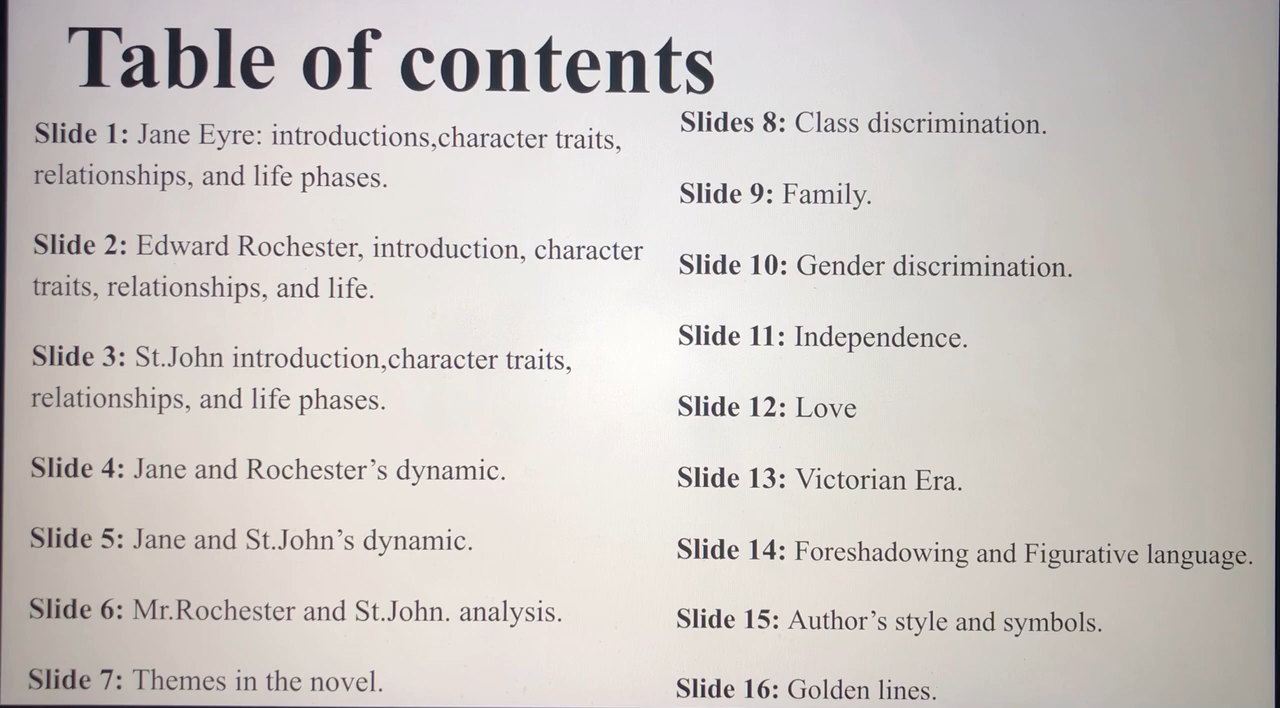 Table of contents
Slide 1: Jane Eyre: introductions,character traits,
relationships, and life phases.
Slide 2: Edward Rochester, introduction, character
traits, relationships, and life.
Slide 3: St.John introduction,character traits,
relationships, and life phases.
Slide 4: Jane and Rochester’s dynamic.
Slide 5: Jane and St.John’s dynamic.
Slide 6: Mr.Rochester and St.John. analysis.
Slide 7: Themes in the novel.
Slides 8: Class discrimination.
Slide 9: Family.
Slide 10: Gender discrimination.
Slide 11: Independence.
Slide 12: Love
Slide 13: Victorian Era.
Slide 14: Foreshadowing and Figurative language.
Slide 15: Author’s style and symbols.
Slide 16: Golden lines.